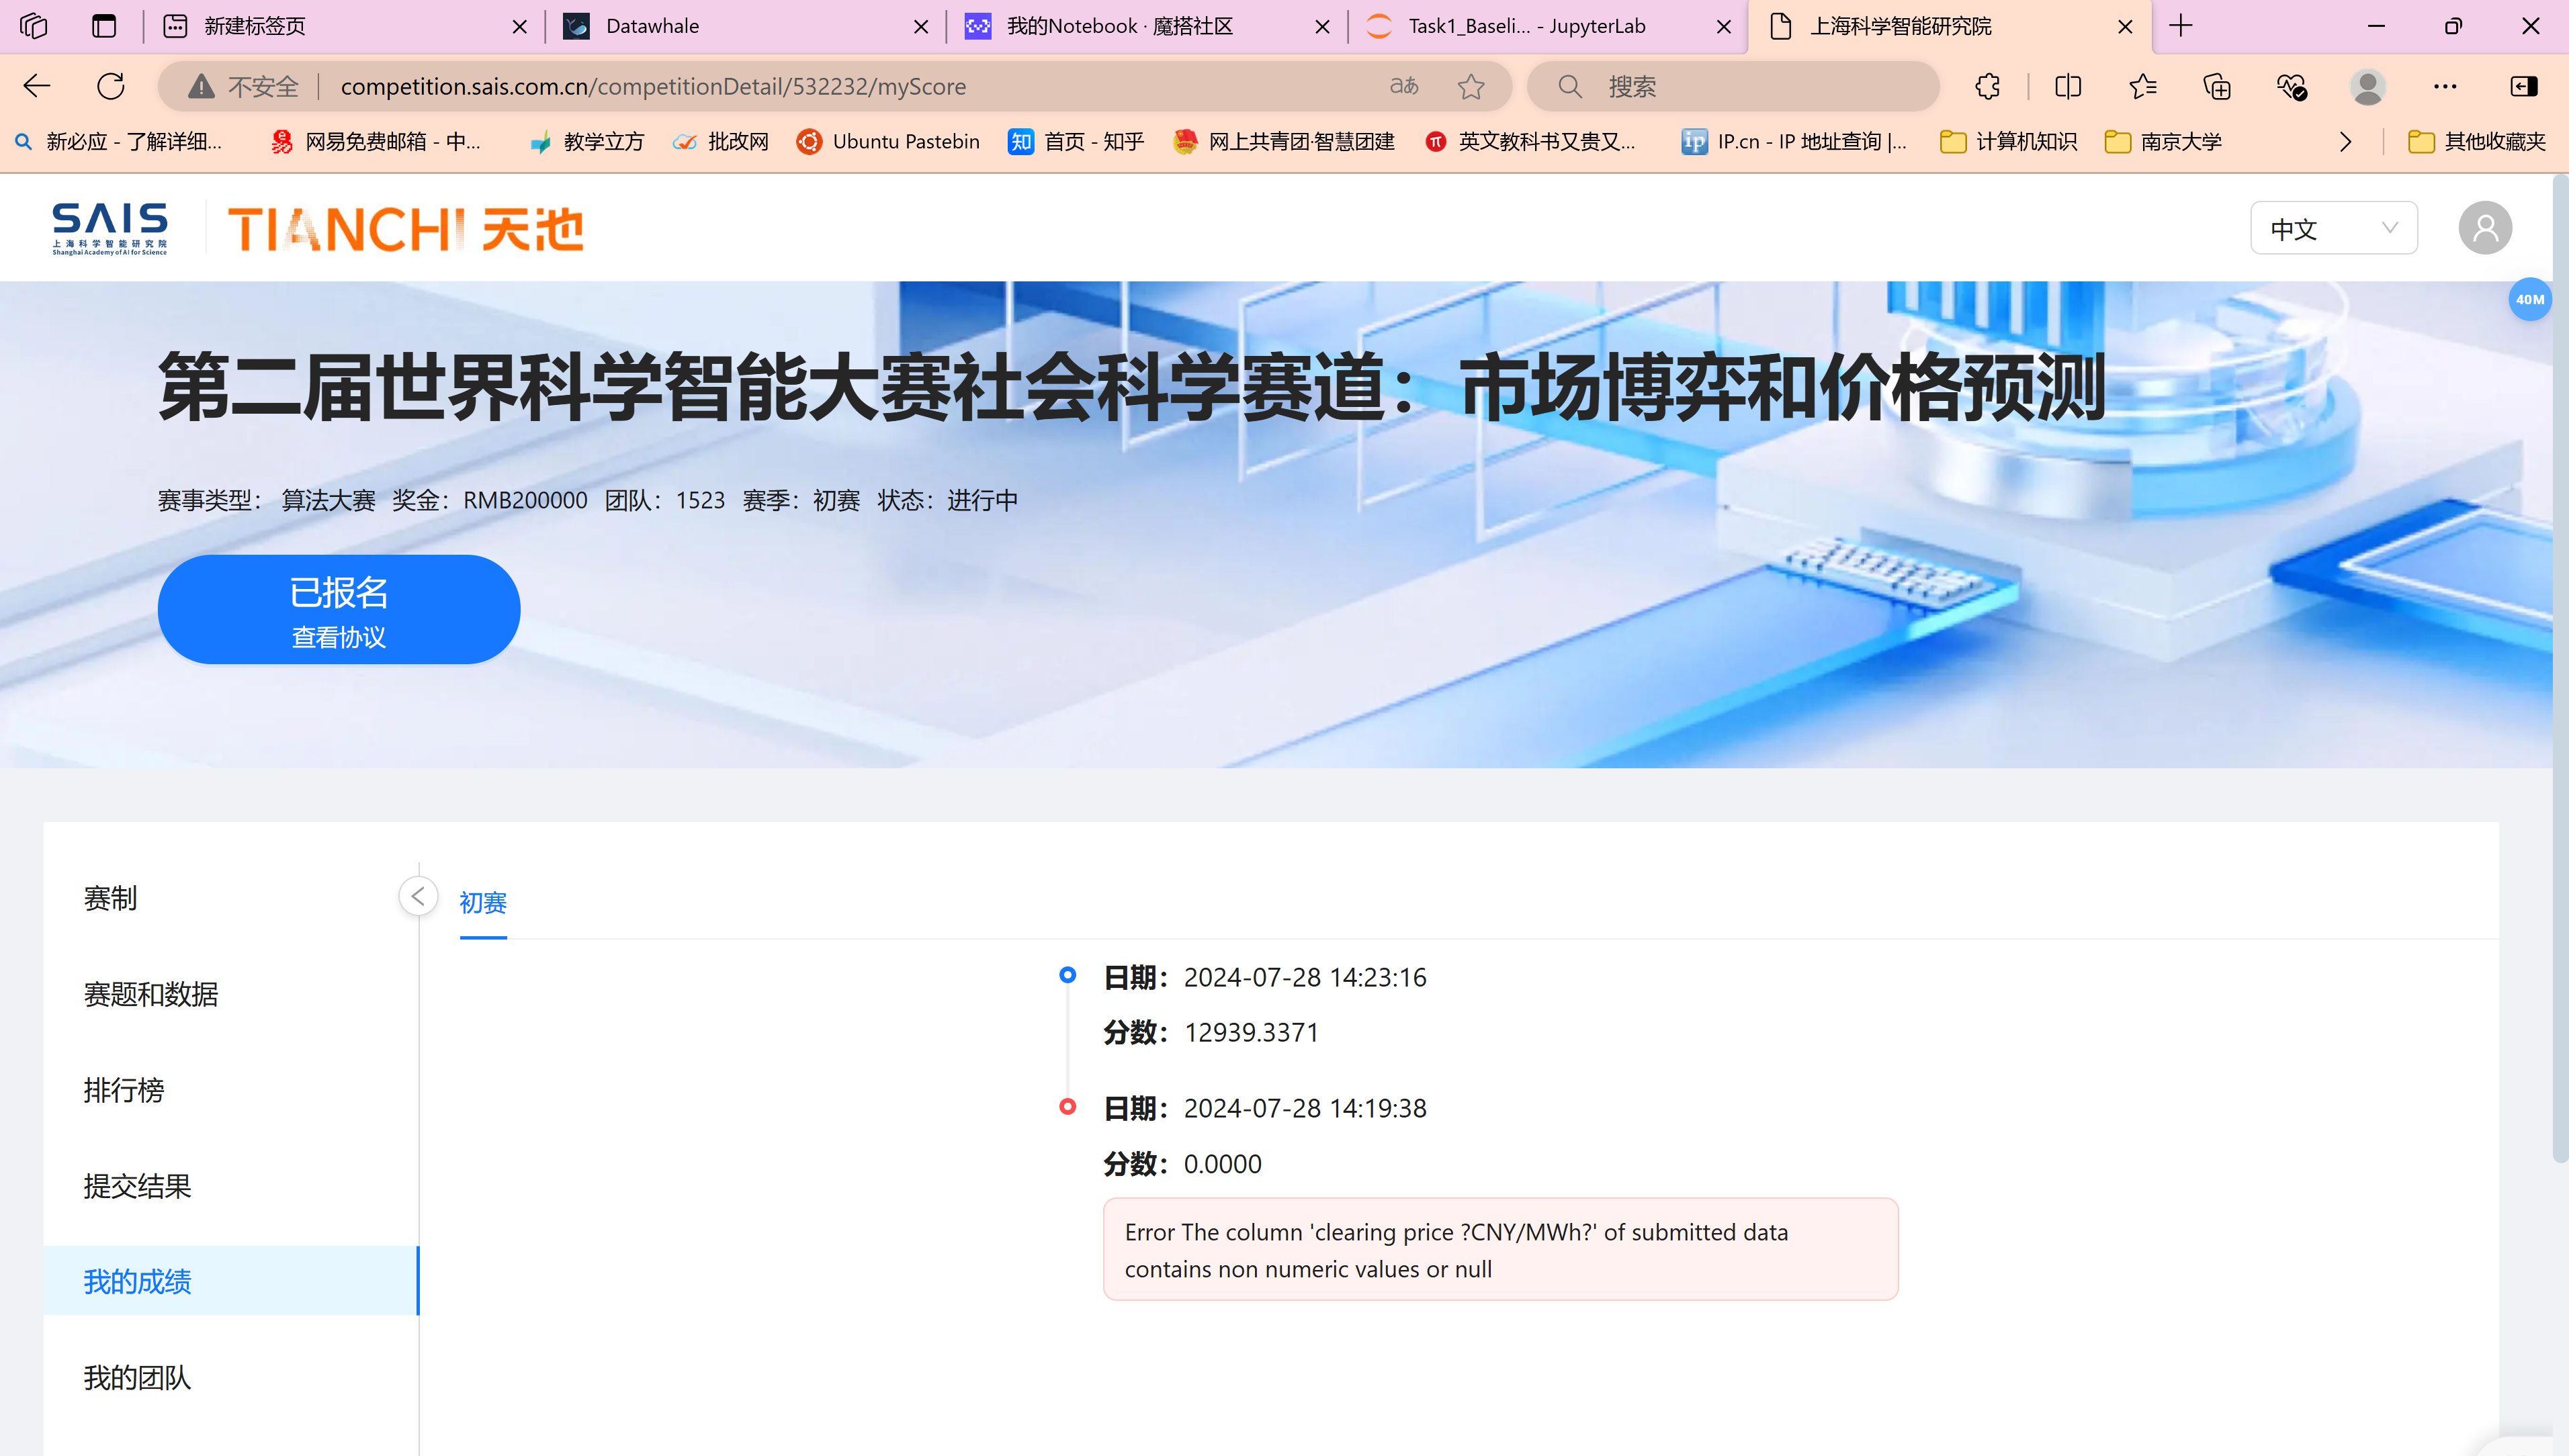 新建标签页
Datawhale
我的Notebook · 魔搭社区
Task1_Baseli... - JupyterLab
上海科学智能研究院
不安全
competition.sais.com.cn/competitionDetail/532232/myScore
aあ
搜索
新必应 - 了解详细...
网易免费邮箱 - 中...
教学立方
批改网
Ubuntu Pastebin
知
首页 - 知乎
网上共青团·智慧团建
英文教科书又贵又...
ip
IP.cn - IP 地址查询 |...
计算机知识
南京大学
其他收藏夹
SAIS
上海科学智能研究院
Shanghai Academy of AI for Science
TIANCHI 天池
中文
40M
第二届世界科学智能大赛社会科学赛道：市场博弈和价格预测
赛事类型： 算法大赛 奖金：RMB200000 团队：1523 赛季：初赛 状态：进行中
已报名
查看协议
赛制
赛题和数据
排行榜
提交结果
我的成绩
我的团队
初赛
日期：2024-07-28 14:23:16
分数：12939.3371
日期：2024-07-28 14:19:38
分数：0.0000
Error The column 'clearing price ?CNY/MWh?' of submitted data
contains non numeric values or null